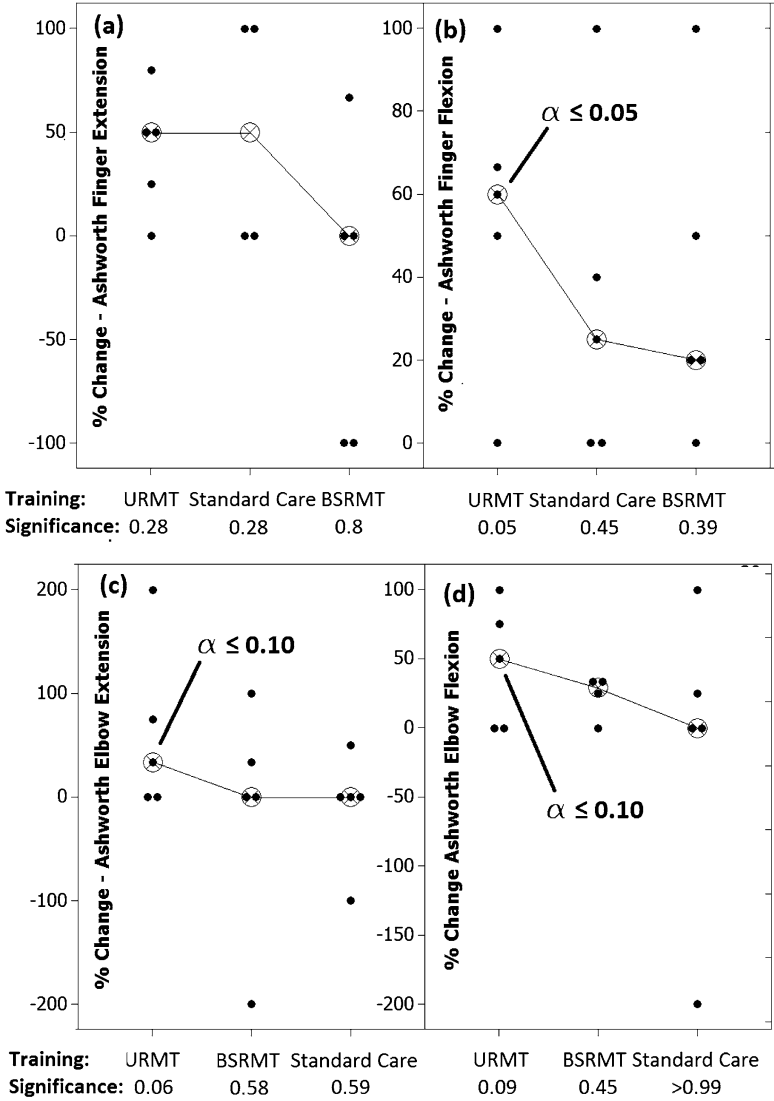 (a)
% Change - Ashworth Finger Extension
100
50
0
-50
-100
(b)
% Change - Ashworth Finger Flexion
α ≤ 0.05
100
80
60
40
20
0
Training: URMT Standard Care BSRMT URMT Standard Care BSRMT
Significance: 0.28 0.28 0.8 0.05 0.45 0.39
(c)
% Change - Ashworth Elbow Extension
α ≤ 0.10
200
100
0
-100
-200
(d)
% Change Ashworth Elbow Flexion
α ≤ 0.10
100
50
0
-50
-100
-150
-200
Training: URMT BSRMT Standard Care URMT BSRMT Standard Care
Significance: 0.06 0.58 0.59 0.09 0.45 >0.99